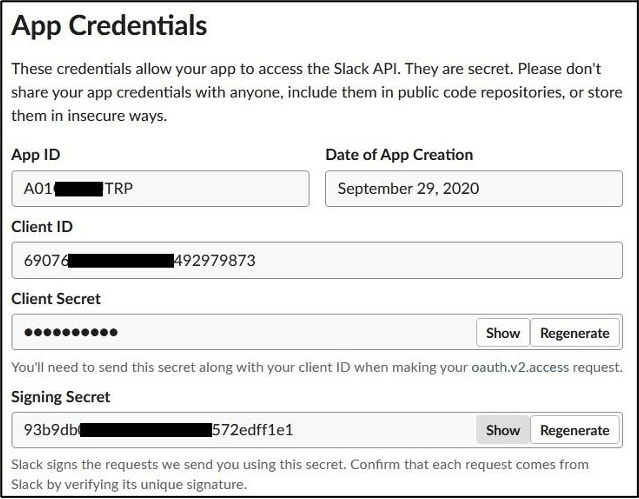 App Credentials
These credentials allow your app to access the Slack API. They are secret. Please don't
share your app credentials with anyone, include them in public code repositories, or store
them in insecure ways.
App ID Date of App Creation
A01 TRP September 29, 2020
Client ID
69076 492979873
Client Secret
●●●●●●●●●● Show Regenerate
You'll need to send this secret along with your client ID when making your oauth.v2.access request.
Signing Secret
93b9db 572edff1e1 Show Regenerate
Slack signs the requests we send you using this secret. Confirm that each request comes from
Slack by verifying its unique signature.